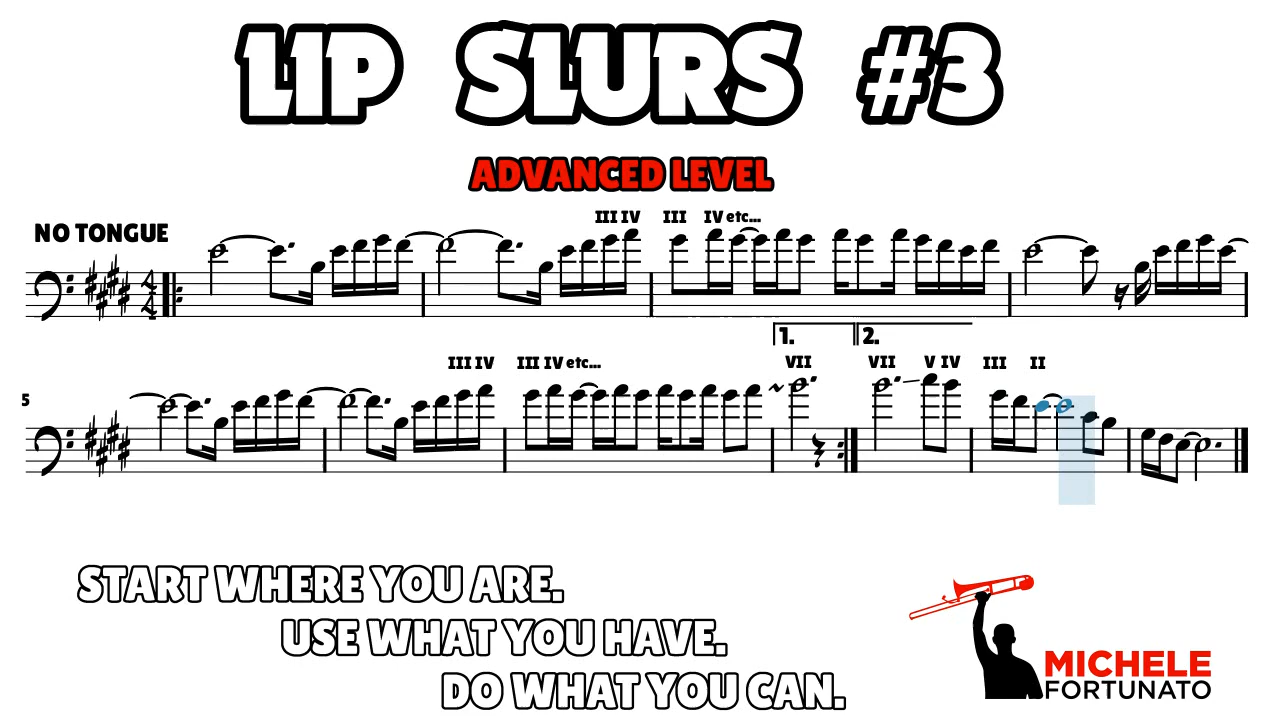 LIP SLURS #3
ADVANCED LEVEL
NO TONGUE
III IV III IV etc...
4
4
1. 2.
III IV III IV etc... VII VII V IV III II
5
START WHERE YOU ARE.
USE WHAT YOU HAVE.
DO WHAT YOU CAN.
MICHELE
FORTUNATO